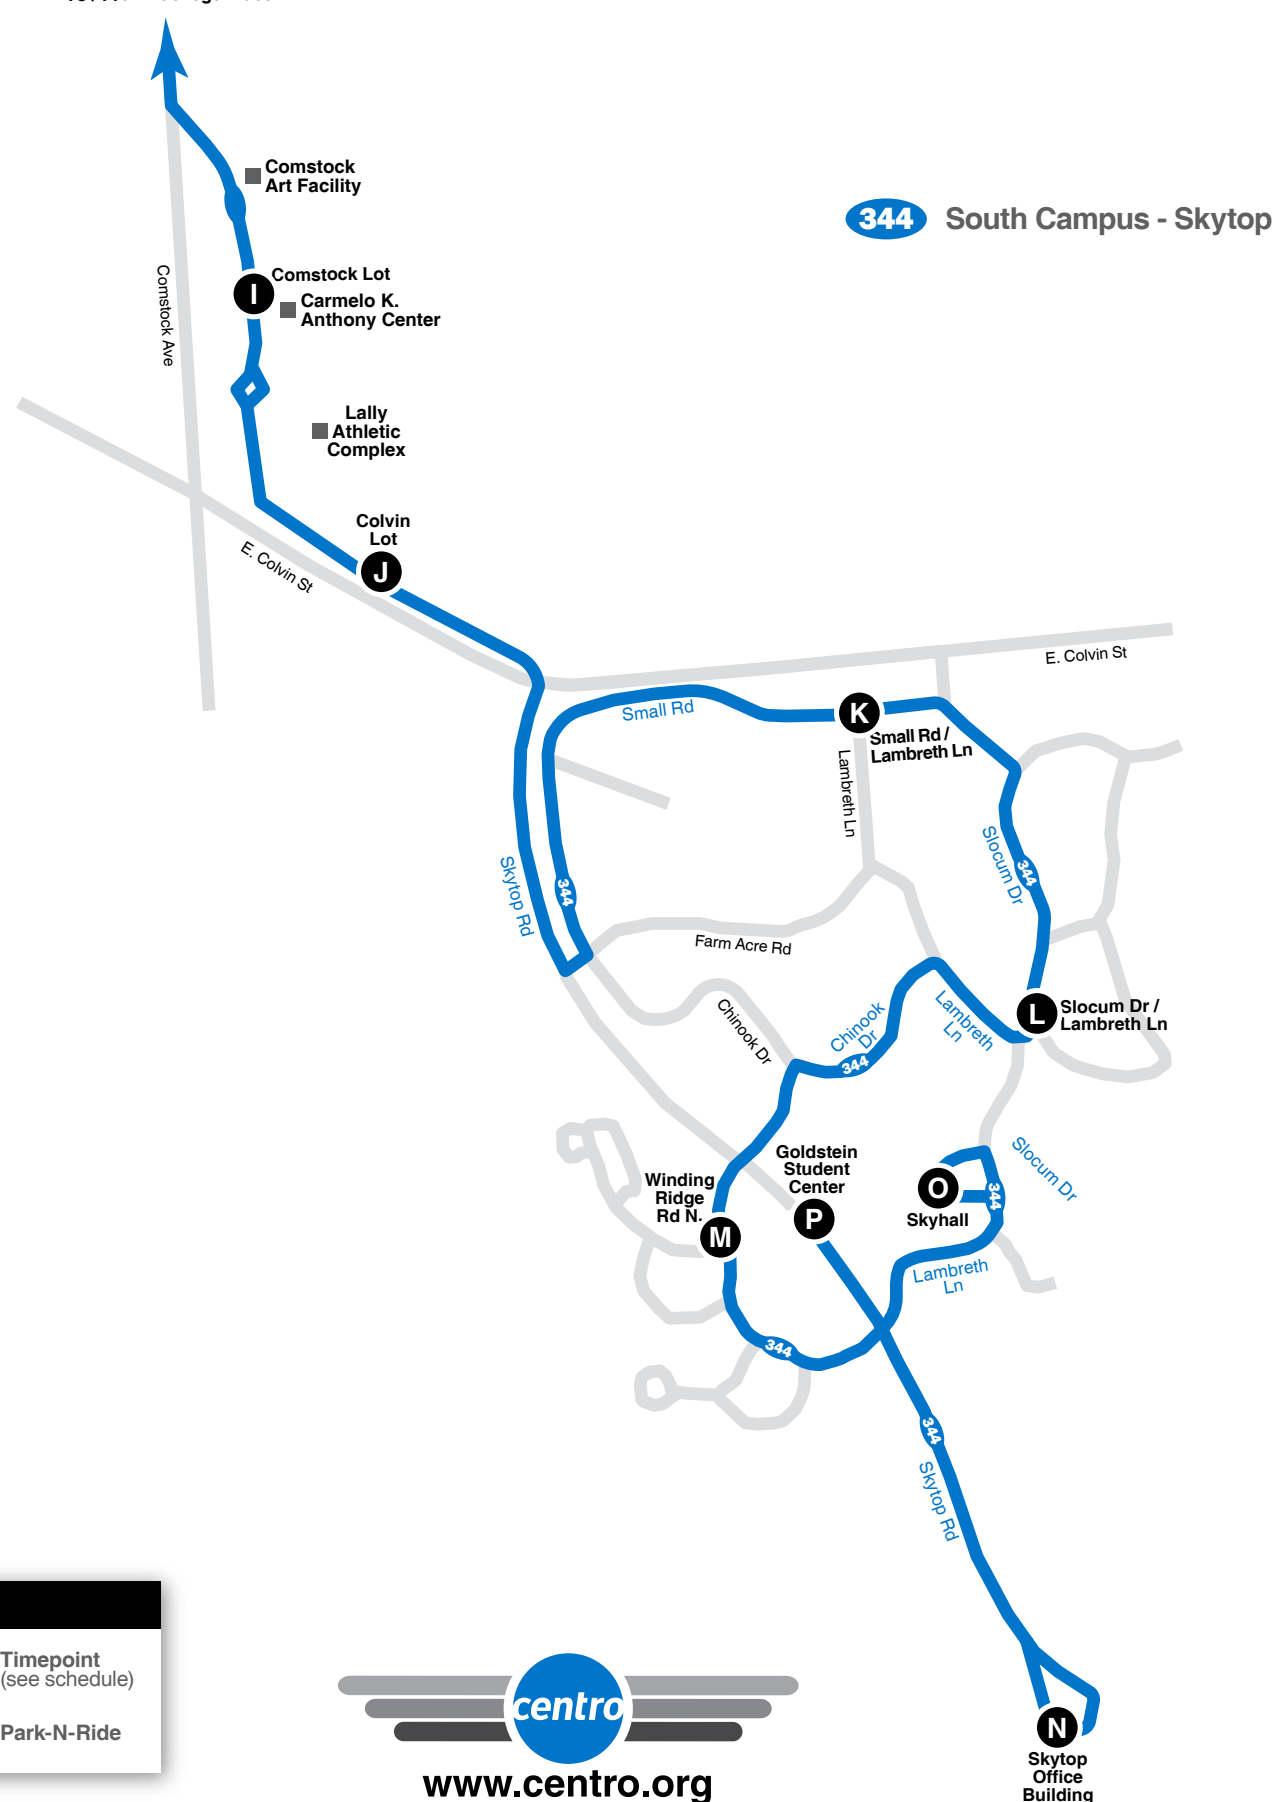 Comstock
Art Facility
344 South Campus - Skytop
Comstock Ave
I
Comstock Lot
Carmelo K.
Anthony Center
Lally
Athletic
Complex
Colvin
Lot
J
E. Colvin St
E. Colvin St
Small Rd
K
Small Rd /
Lambreth Ln
Lambreth Ln
Skytop Rd
344
Slocum Dr
344
Farm Acre Rd
Chinook Dr
Chinook
Dr
344
Lambreth
Ln
L
Slocum Dr /
Lambreth Ln
Slocum Dr
Goldstein
Student
Center
P
Winding
Ridge
Rd N.
M
O
Skyhall
344
Lambreth
Ln
344
344
Skytop Rd
N
Skytop
Office
Building
Timepoint
(see schedule)
Park-N-Ride
centro
www.centro.org